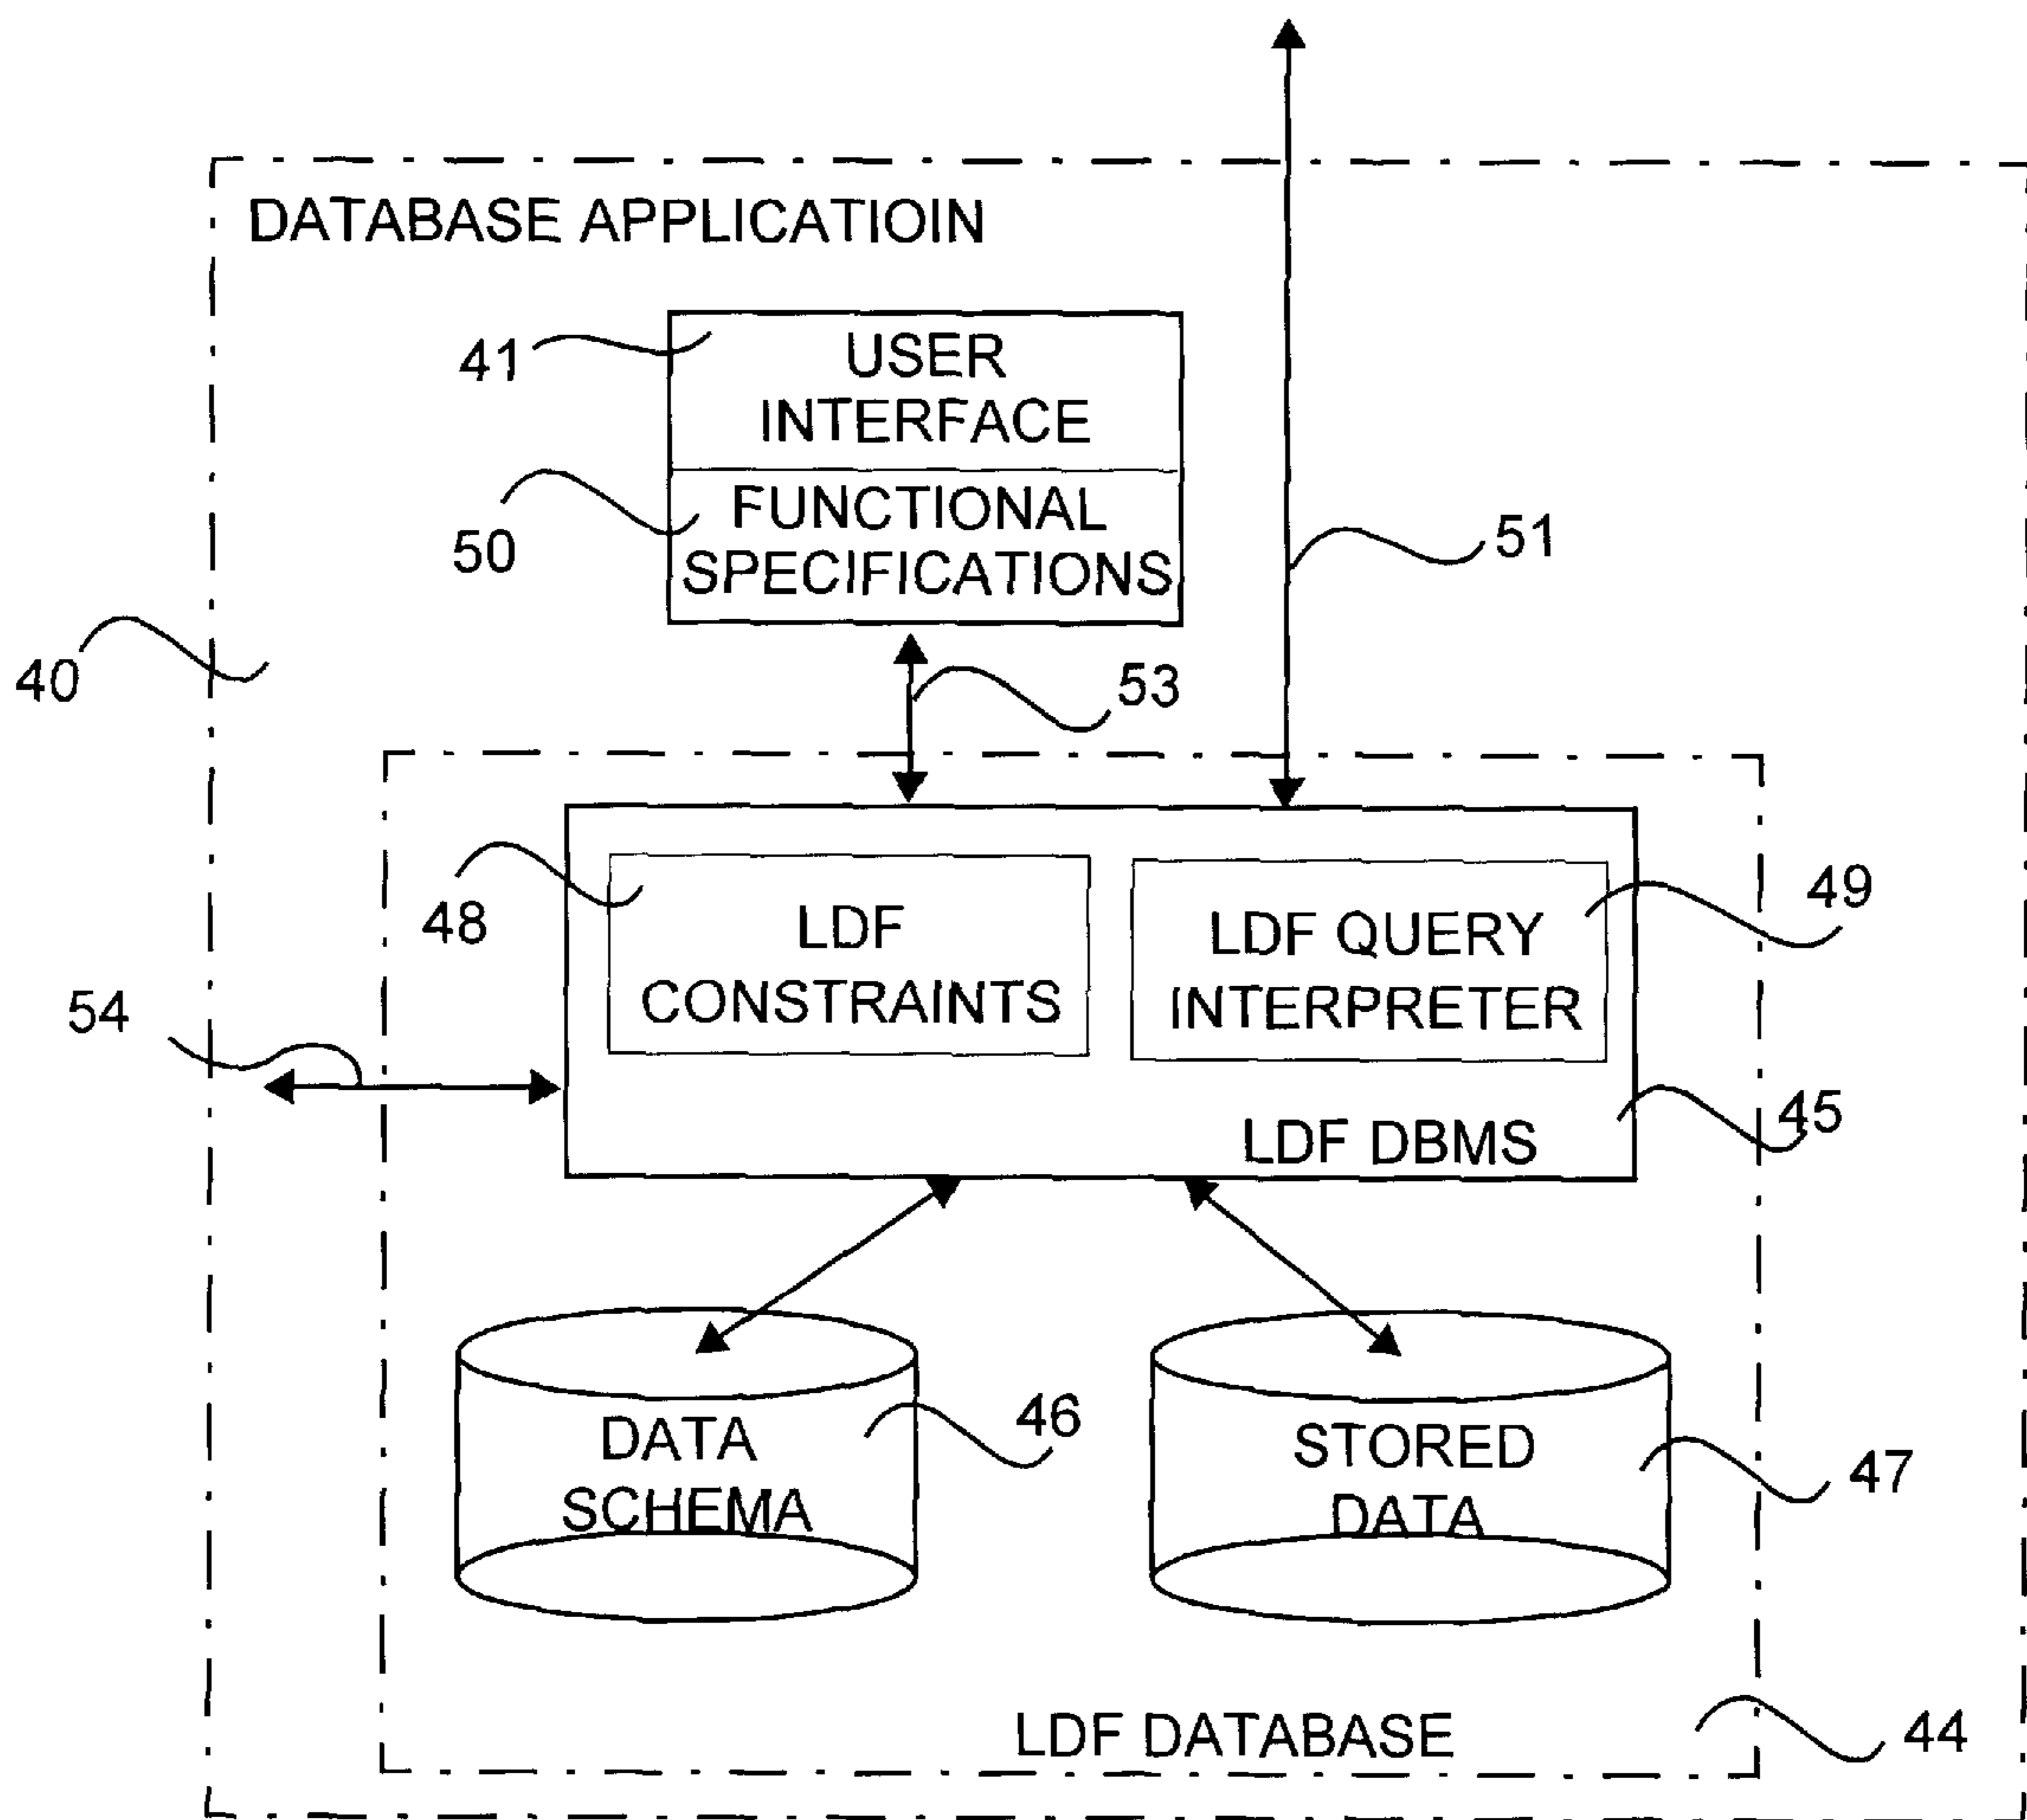 DATABASE APPLICATIOIN
41
USER
INTERFACE
50
FUNCTIONAL
SPECIFICATIONS
51
40
53
48
LDF
CONSTRAINTS
LDF QUERY
INTERPRETER
49
54
LDF DBMS
45
DATA
SCHEMA
46
STORED
DATA
47
LDF DATABASE
44